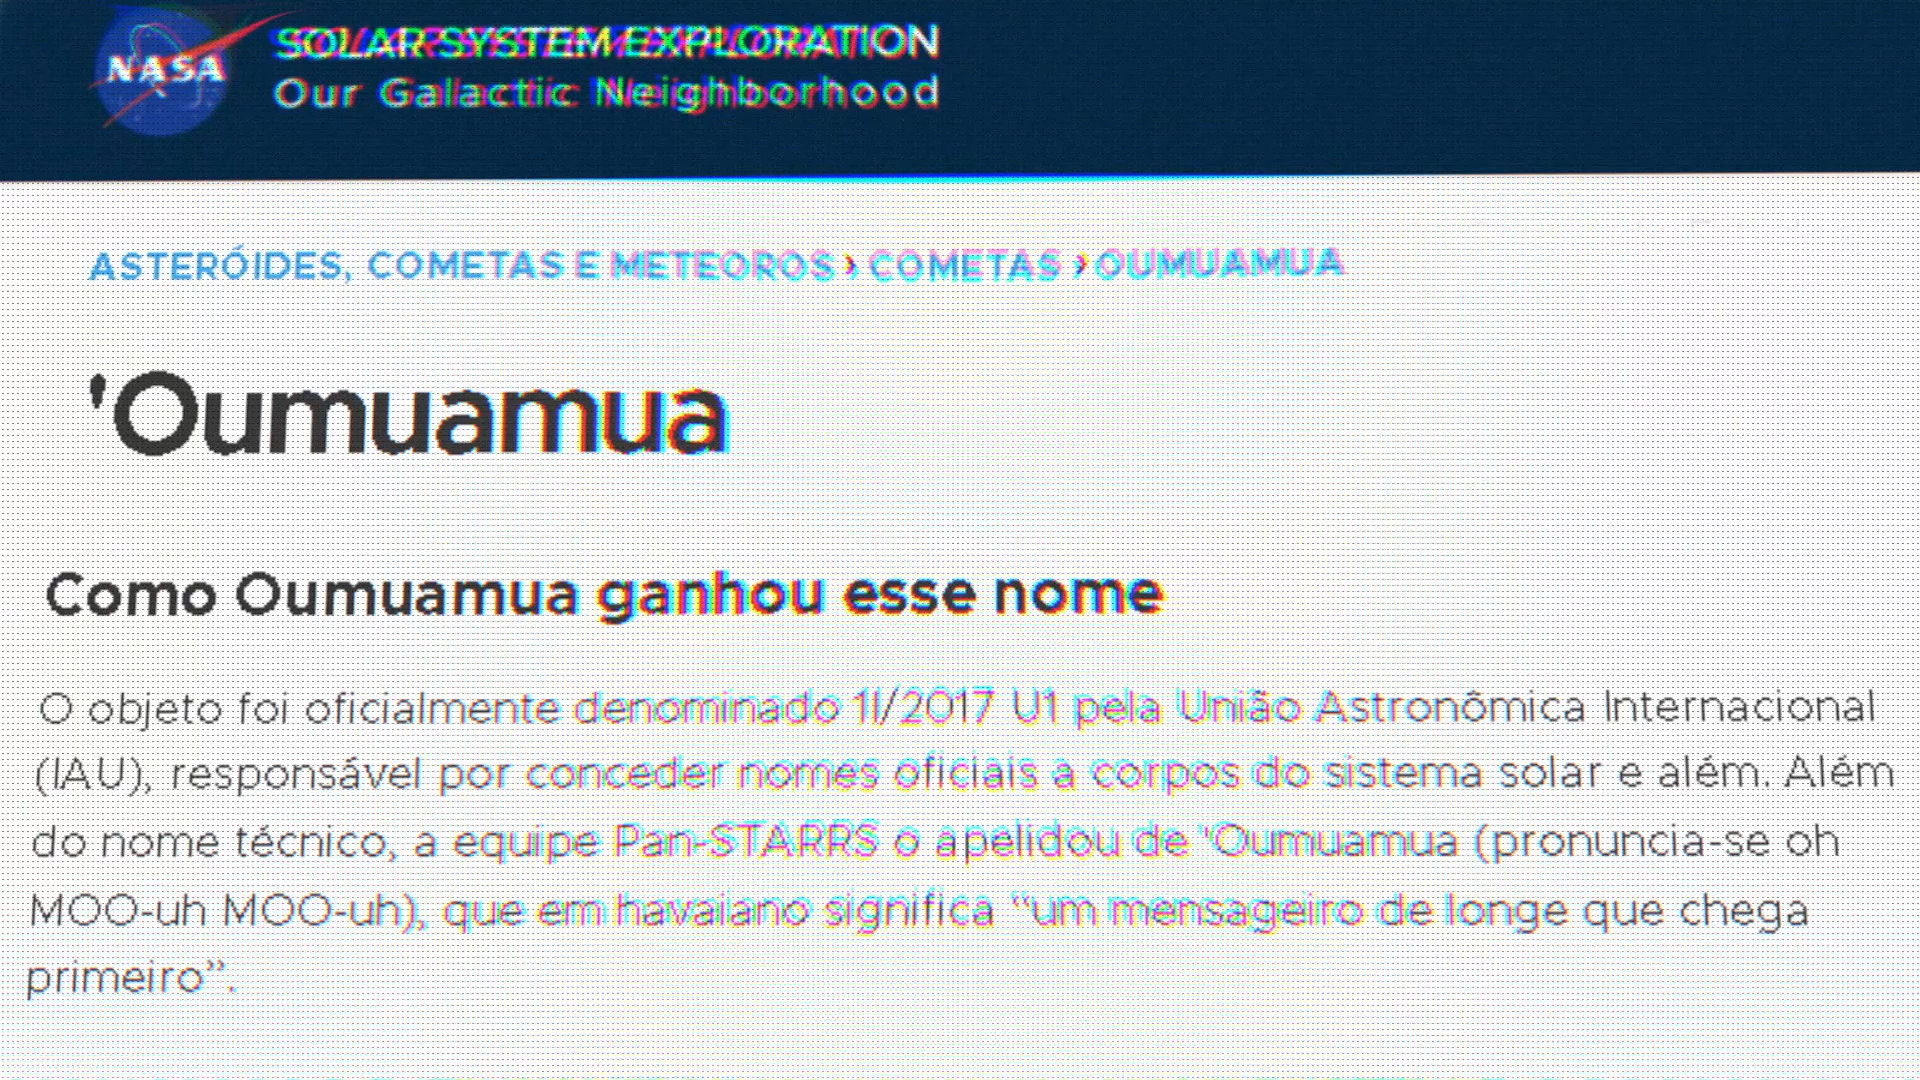 NASA
SOLAR SYSTEM EXPLORATION
Our Galactic Neighborhood
ASTERÓIDES, COMETAS E METEOROS › COMETAS › OUMUAMUA
'Oumuamua
Como Oumuamua ganhou esse nome
O objeto foi oficialmente denominado 1I/2017 U1 pela União Astronômica Internacional
(IAU), responsável por conceder nomes oficiais a corpos do sistema solar e além. Além
do nome técnico, a equipe Pan-STARRS o apelidou de 'Oumuamua (pronuncia-se oh
MOO-uh MOO-uh), que em havaiano significa “um mensageiro de longe que chega
primeiro”.